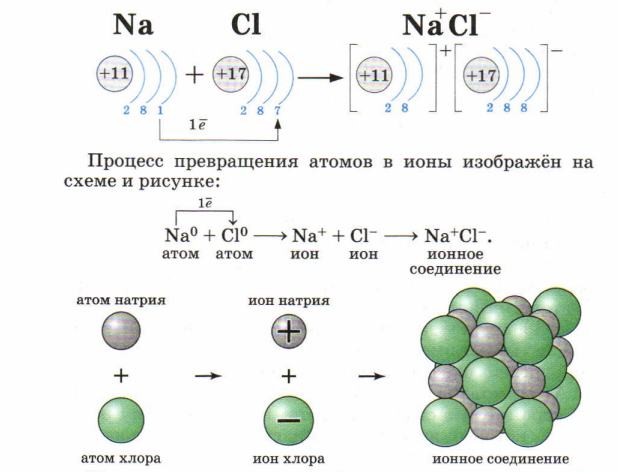 Na Cl Na⁺Cl⁻
+11 + +17 → [+11]⁺ [+17]⁻
2 8 1 2 8 7 2 8 2 8 8
1ē
Процесс превращения атомов в ионы изображён на
схеме и рисунке:
1ē
Na⁰ + Cl⁰ → Na⁺ + Cl⁻ → Na⁺Cl⁻.
атом атом ион ион ионное
соединение
атом натрия ион натрия
+
+ → + →
−
атом хлора ион хлора ионное соединение